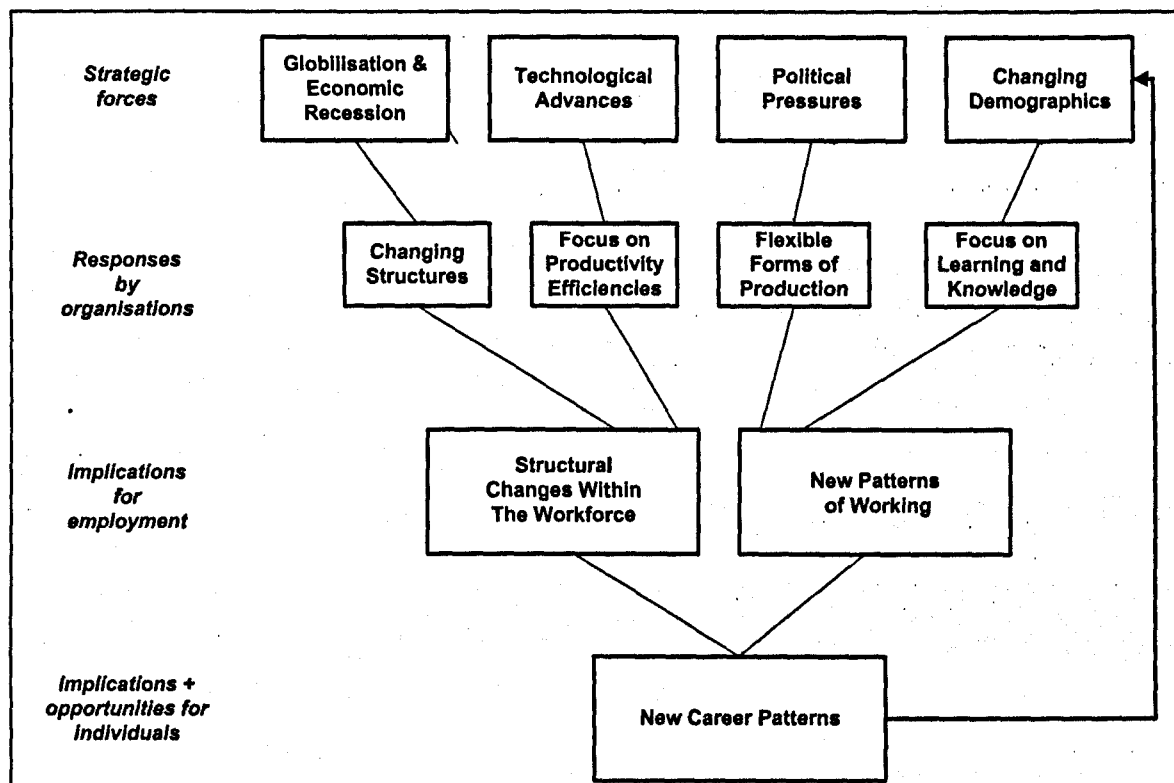 Strategic
forces
Globilisation &
Economic
Recession
Technological
Advances
Political
Pressures
Changing
Demographics
Responses
by
organisations
Changing
Structures
Focus on
Productivity
Efficiencies
Flexible
Forms of
Production
Focus on
Learning and
Knowledge
Implications
for
employment
Structural
Changes Within
The Workforce
New Patterns
of Working
Implications +
opportunities for
individuals
New Career Patterns